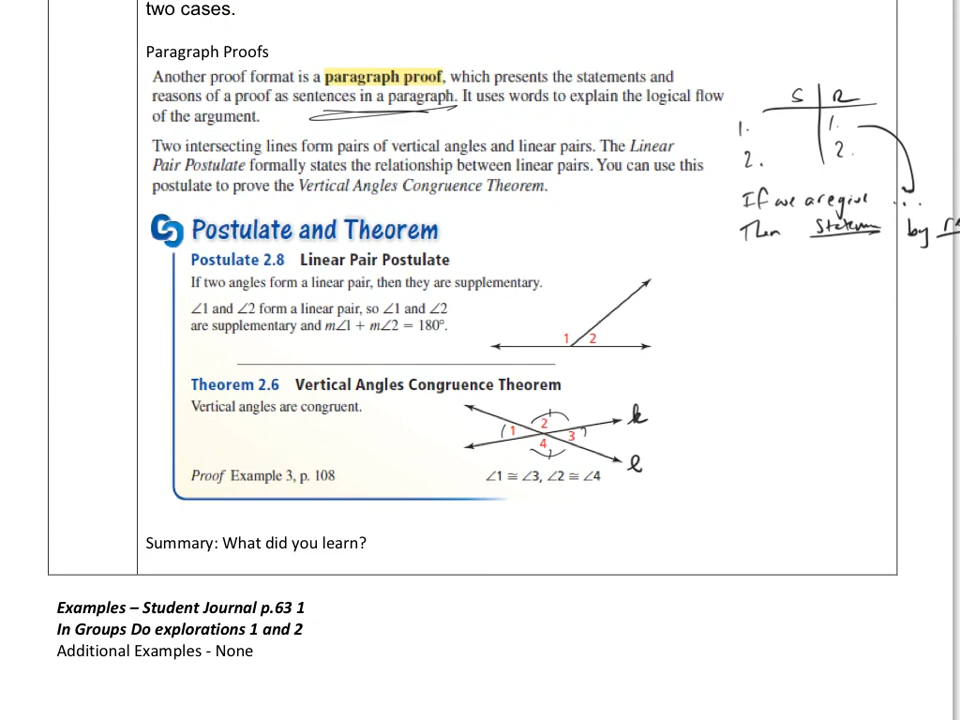 two cases.
Paragraph Proofs
Another proof format is a paragraph proof, which presents the statements and
reasons of a proof as sentences in a paragraph. It uses words to explain the logical flow
of the argument.
S R
1. 1.
2. 2.
If we are give ...
Then by
Two intersecting lines form pairs of vertical angles and linear pairs. The Linear
Pair Postulate formally states the relationship between linear pairs. You can use this
postulate to prove the Vertical Angles Congruence Theorem.
Postulate and Theorem
Postulate 2.8 Linear Pair Postulate
If two angles form a linear pair, then they are supplementary.
∠1 and ∠2 form a linear pair, so ∠1 and ∠2
are supplementary and m∠1 + m∠2 = 180°.
1 2
Theorem 2.6 Vertical Angles Congruence Theorem
Vertical angles are congruent.
k
2
1 3
4
l
Proof Example 3, p. 108
∠1 ≅ ∠3, ∠2 ≅ ∠4
Summary: What did you learn?
Examples – Student Journal p.63 1
In Groups Do explorations 1 and 2
Additional Examples - None